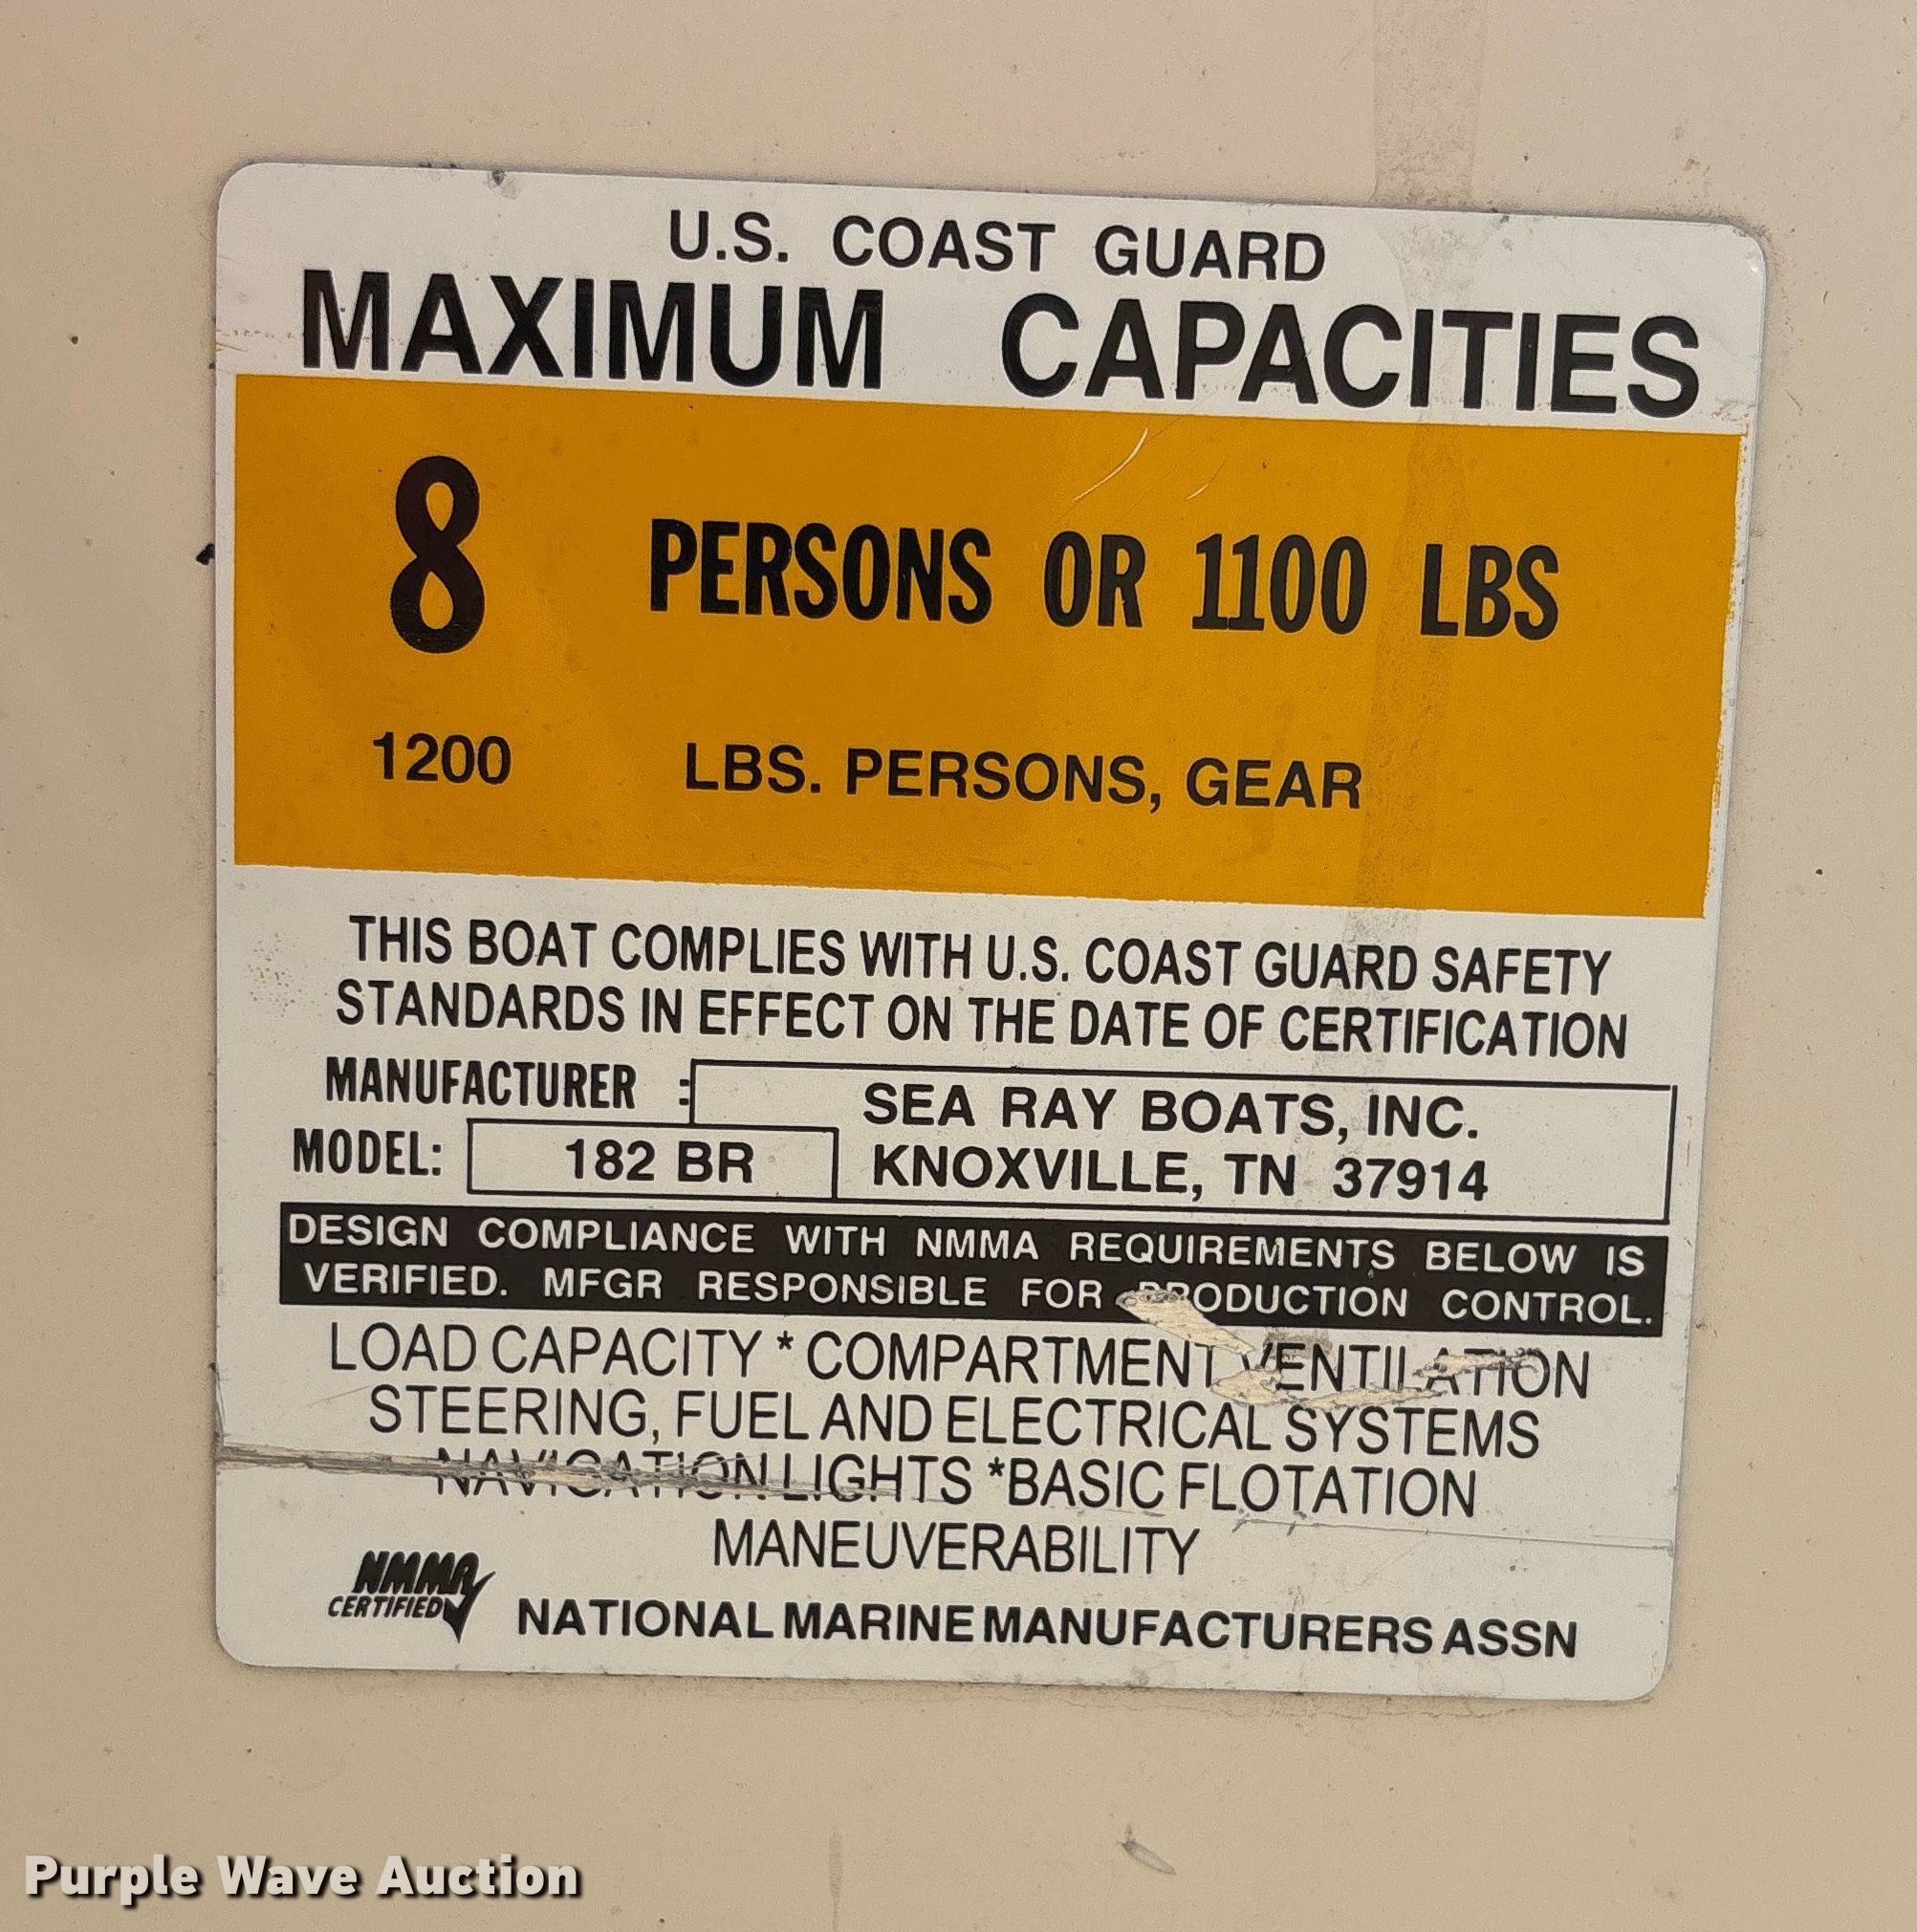 U.S. COAST GUARD
MAXIMUM CAPACITIES
8 PERSONS OR 1100 LBS
1200 LBS. PERSONS, GEAR
THIS BOAT COMPLIES WITH U.S. COAST GUARD SAFETY
STANDARDS IN EFFECT ON THE DATE OF CERTIFICATION
MANUFACTURER : SEA RAY BOATS, INC.
MODEL: 182 BR KNOXVILLE, TN 37914
DESIGN COMPLIANCE WITH NMMA REQUIREMENTS BELOW IS
VERIFIED. MFGR RESPONSIBLE FOR PRODUCTION CONTROL.
LOAD CAPACITY * COMPARTMENT VENTILATION
STEERING, FUEL AND ELECTRICAL SYSTEMS
NAVIGATION LIGHTS *BASIC FLOTATION
MANEUVERABILITY
NMMA
CERTIFIED
NATIONAL MARINE MANUFACTURERS ASSN
Purple Wave Auction